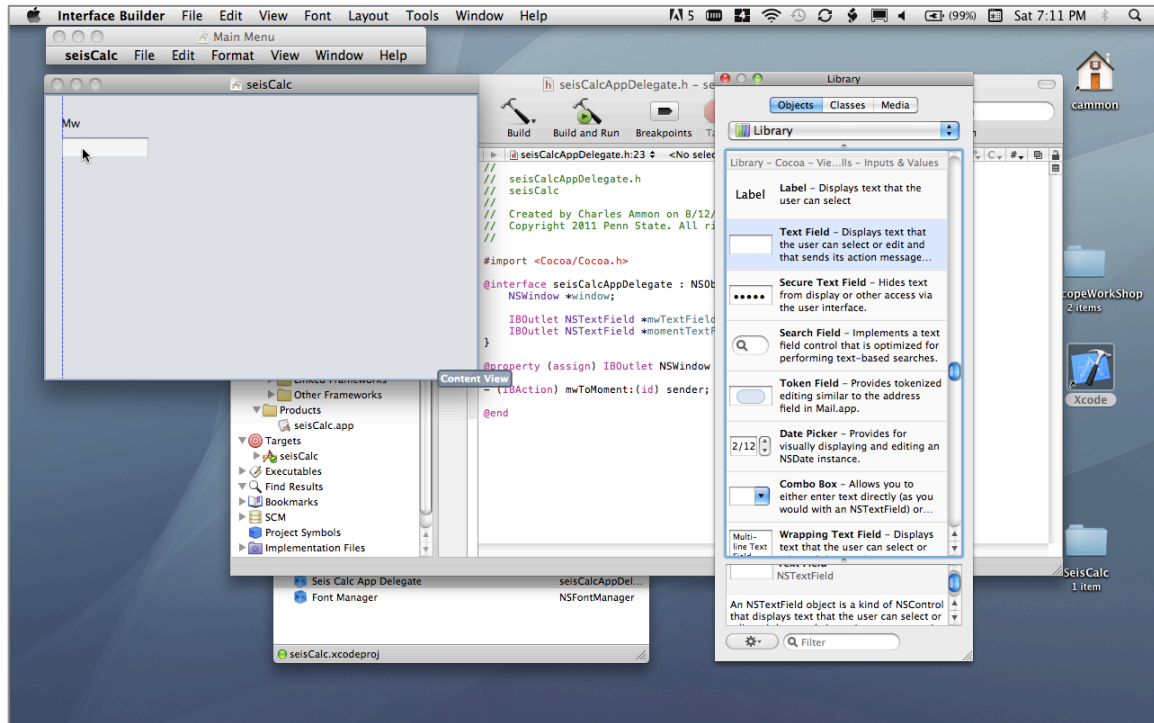 Interface Builder File Edit View Font Layout Tools Window Help
5 (99%) Sat 7:11 PM
Main Menu
seisCalc File Edit Format View Window Help
seisCalc
Mw
Content View
seisCalcAppDelegate.h – se
Build Build and Run Breakpoints
seisCalcAppDelegate.h:23 <No selec
C #
//
// seisCalcAppDelegate.h
// seisCalc
//
// Created by Charles Ammon on 8/12/
// Copyright 2011 Penn State. All ri
//
#import <Cocoa/Cocoa.h>
@interface seisCalcAppDelegate : NSOb
NSWindow *window;
IBOutlet NSTextField *mwTextField
IBOutlet NSTextField *momentTextF
}
@property (assign) IBOutlet NSWindow
- (IBAction) mwToMoment:(id) sender;
@end
Linked Frameworks
Other Frameworks
Products
seisCalc.app
Targets
seisCalc
Executables
Find Results
Bookmarks
SCM
Project Symbols
Implementation Files
Seis Calc App Delegate seisCalcAppDel...
Font Manager NSFontManager
seisCalc.xcodeproj
Library
Objects Classes Media
Library
Library – Cocoa – Vie...lls – Inputs & Values
Label
Label – Displays text that the
user can select
Text Field – Displays text that
the user can select or edit and
that sends its action message...
Secure Text Field – Hides text
from display or other access via
the user interface.
Search Field – Implements a text
field control that is optimized for
performing text-based searches.
Token Field – Provides tokenized
editing similar to the address
field in Mail.app.
2/12
Date Picker – Provides for
visually displaying and editing an
NSDate instance.
Combo Box – Allows you to
either enter text directly (as you
would with an NSTextField) or...
Multi-
line Text
Field
Wrapping Text Field – Displays
text that the user can select or
Text Field
NSTextField
An NSTextField object is a kind of NSControl
that displays text that the user can select or
Filter
cammon
copeWorkShop
2 items
Xcode
SeisCalc
1 item